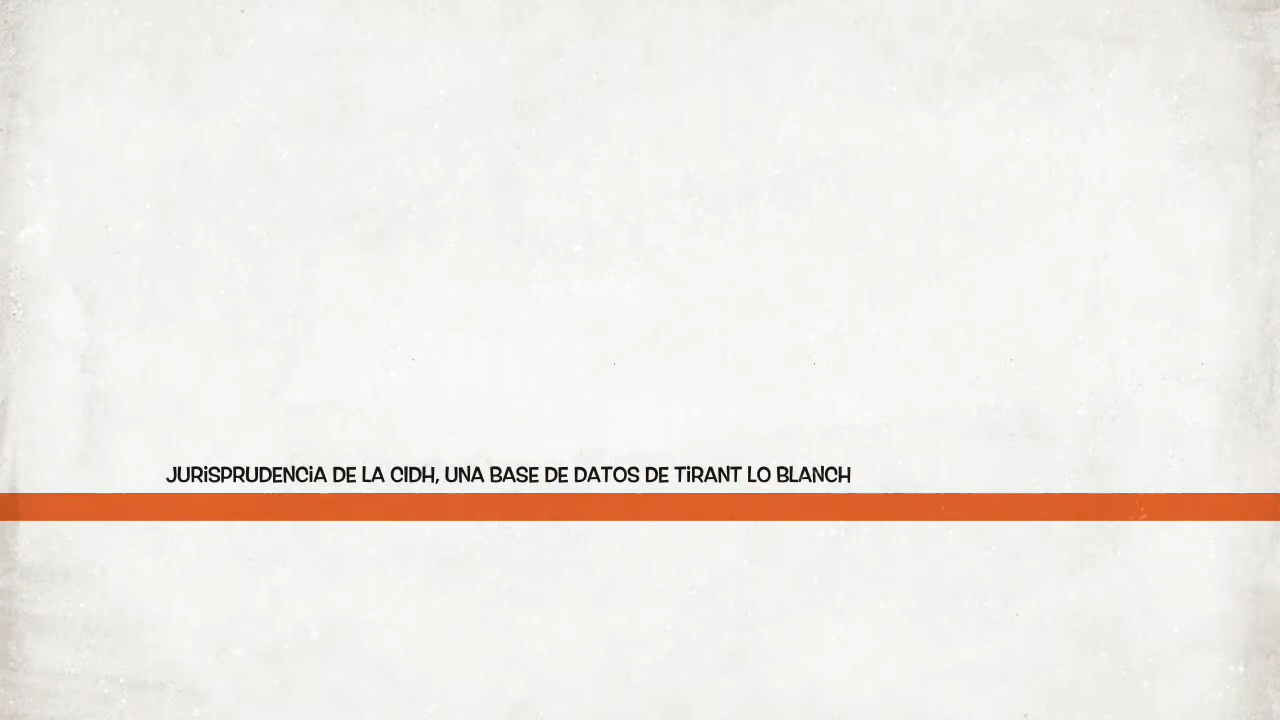 JURiSPRUDENCiA DE LA CIDH, UNA BASE DE DATOS DE TiRANT LO BLANCH